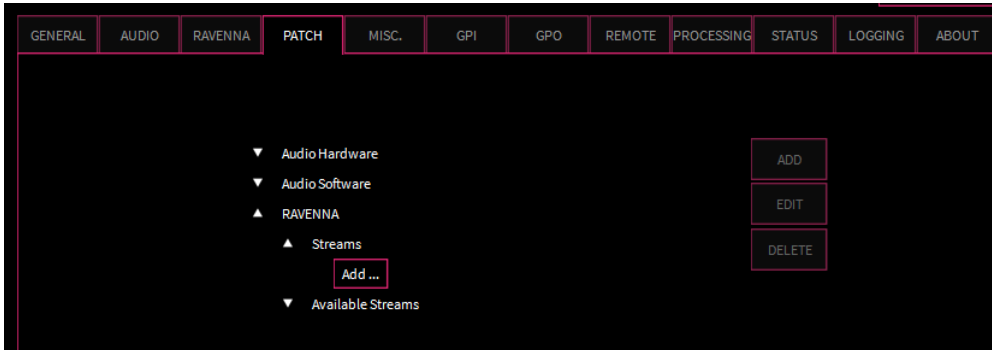 GENERAL AUDIO RAVENNA PATCH MISC. GPI GPO REMOTE PROCESSING STATUS LOGGING ABOUT
Audio Hardware
ADD
Audio Software
EDIT
RAVENNA
Streams
DELETE
Add ...
Available Streams